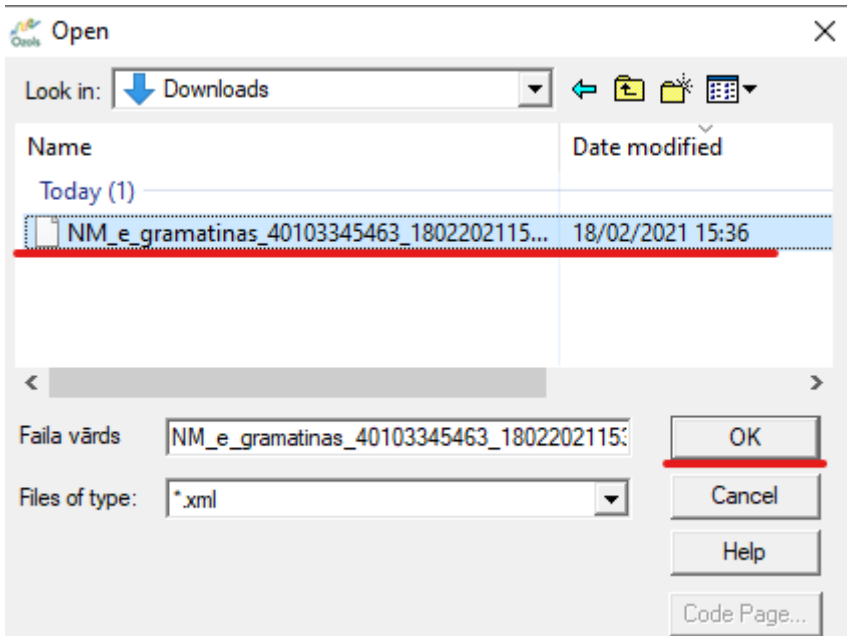 Ozols Open
Look in: Downloads
Name Date modified
Today (1)
NM_e_gramatinas_40103345463_1802202115... 18/02/2021 15:36
Faila vārds NM_e_gramatinas_40103345463_1802202115 OK
Files of type: *.xml Cancel
Help
Code Page...